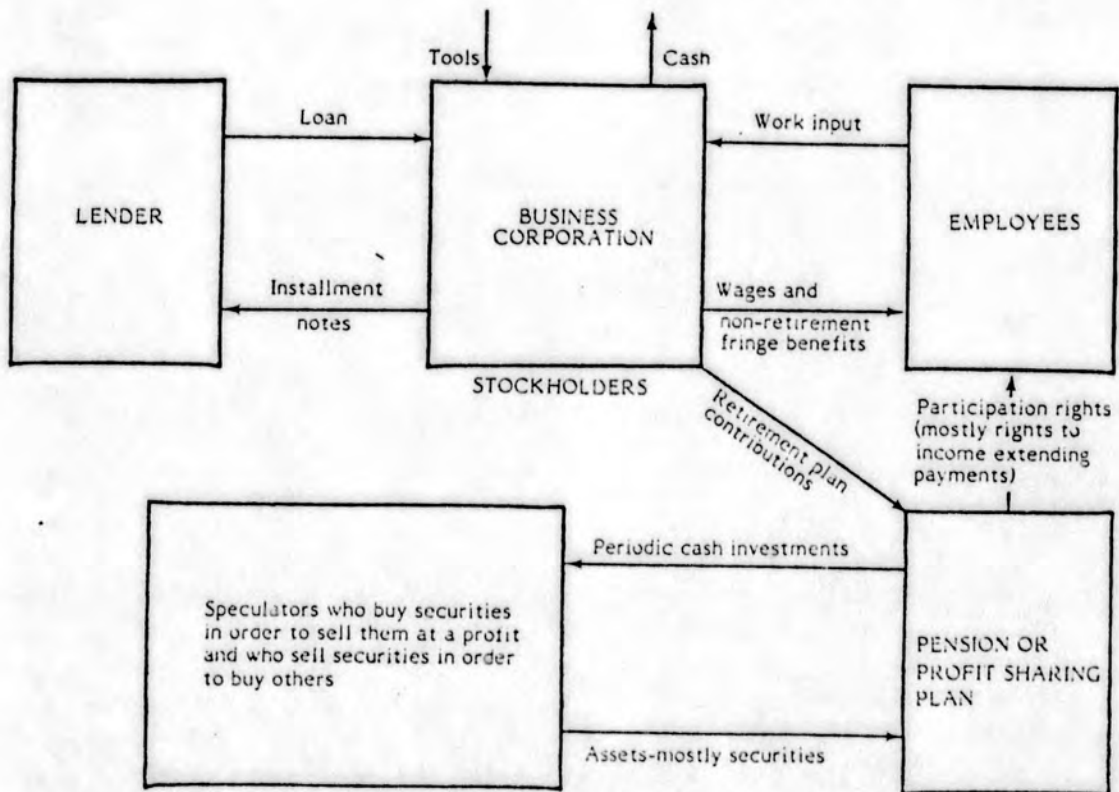 Tools
Cash
Loan
Work input
LENDER
BUSINESS
CORPORATION
EMPLOYEES
Installment
notes
Wages and
non-retirement
fringe benefits
STOCKHOLDERS
Retirement plan
contributions
Participation rights
(mostly rights to
income extending
payments)
Periodic cash investments
Speculators who buy securities
in order to sell them at a profit
and who sell securities in order
to buy others
PENSION OR
PROFIT SHARING
PLAN
Assets-mostly securities